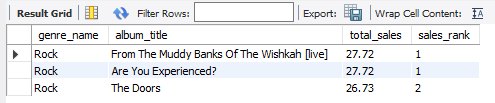 Result Grid Filter Rows: Export: Wrap Cell Content:
genre_name album_title total_sales sales_rank
Rock From The Muddy Banks Of The Wishkah [live] 27.72 1
Rock Are You Experienced? 27.72 1
Rock The Doors 26.73 2